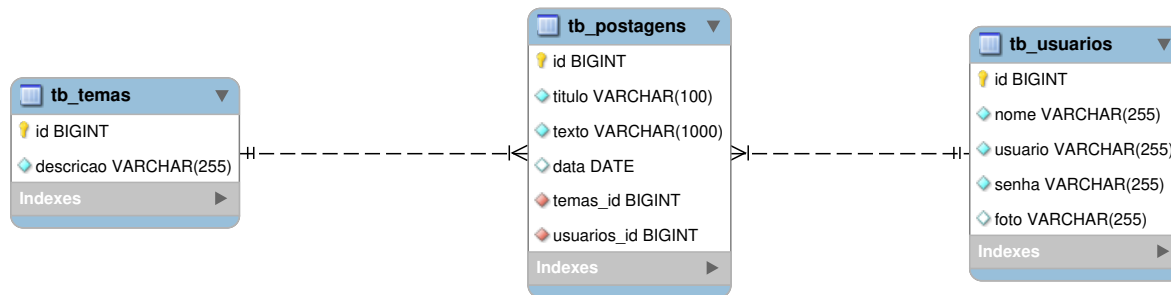 tb_temas
id BIGINT
descricao VARCHAR(255)
Indexes
tb_postagens
id BIGINT
titulo VARCHAR(100)
texto VARCHAR(1000)
data DATE
temas_id BIGINT
usuarios_id BIGINT
Indexes
tb_usuarios
id BIGINT
nome VARCHAR(255)
usuario VARCHAR(255)
senha VARCHAR(255)
foto VARCHAR(255)
Indexes